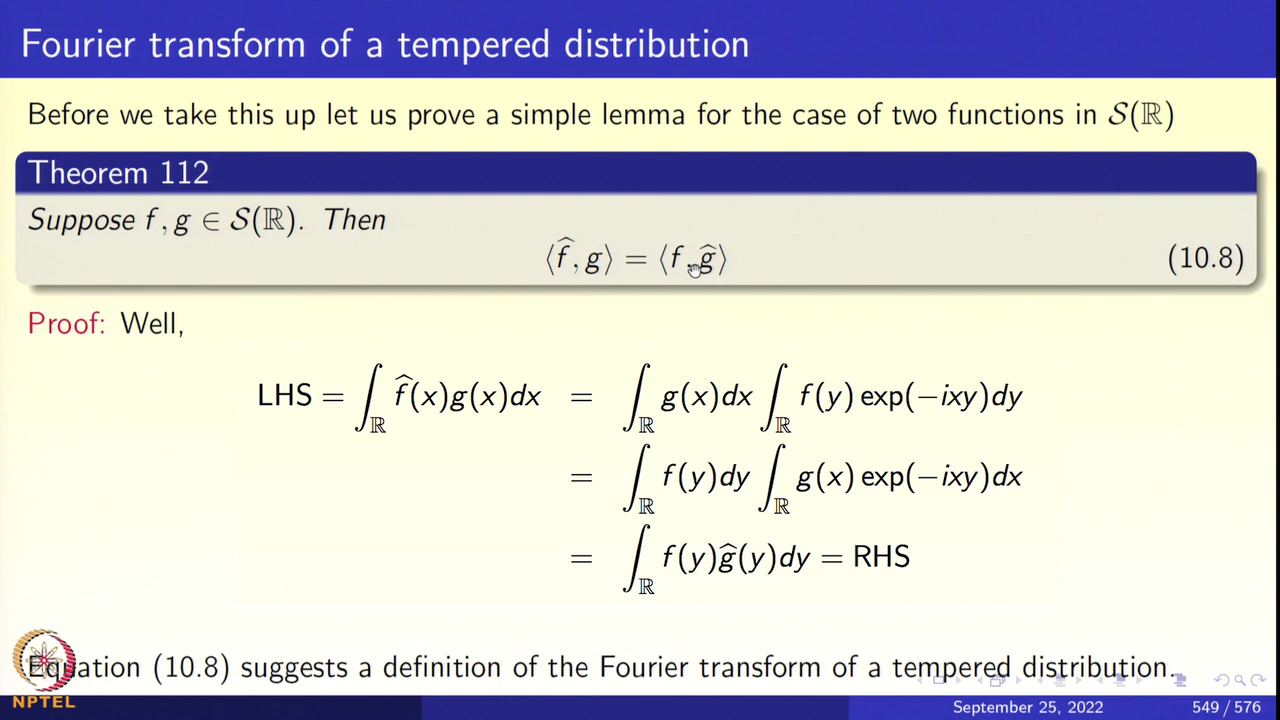 Fourier transform of a tempered distribution
Before we take this up let us prove a simple lemma for the case of two functions in 𝒮(ℝ)
Theorem 112
Suppose f, g ∈ 𝒮(ℝ). Then
⟨f̂, g⟩ = ⟨f, ĝ⟩ (10.8)
Proof: Well,
LHS = ∫_ℝ f̂(x)g(x)dx = ∫_ℝ g(x)dx ∫_ℝ f(y) exp(−ixy)dy
= ∫_ℝ f(y)dy ∫_ℝ g(x) exp(−ixy)dx
= ∫_ℝ f(y)ĝ(y)dy = RHS
Equation (10.8) suggests a definition of the Fourier transform of a tempered distribution.
NPTEL
September 25, 2022 549 / 576